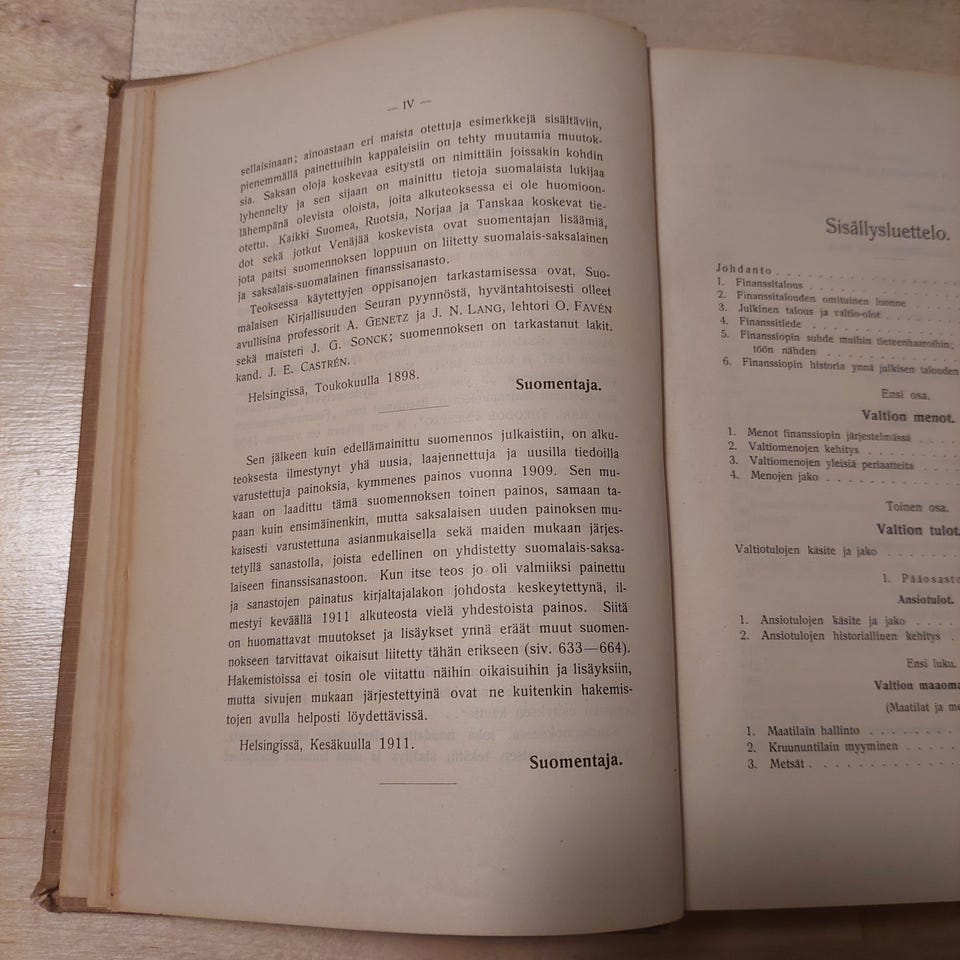 — IV —
sellaisinaan; ainoastaan eri maista otettuja esimerkkejä sisältäviin,
pienemmällä painettuihin kappaleisiin on tehty muutamia muutok-
sia. Saksan oloja koskevaa esitystä on nimittäin joissakin kohdin
lyhennelty ja sen sijaan on mainittu tietoja suomalaista lukijaa
lähempänä olevista oloista, joita alkuteoksessa ei ole huomioon-
otettu. Kaikki Suomea, Ruotsia, Norjaa ja Tanskaa koskevat tie-
dot sekä jotkut Venäjää koskevista ovat suomentajan lisäämiä,
jota paitsi suomennoksen loppuun on liitetty suomalais-saksalainen
ja saksalais-suomalainen finanssisanasto.
Teoksessa käytettyjen oppisanojen tarkastamisessa ovat, Suo-
malaisen Kirjallisuuden Seuran pyynnöstä, hyväntahtoisesti olleet
avullisina professorit A. GENETZ ja J. N. LANG, lehtori O. FAVÉN
sekä maisteri J. G. SONCK; suomennoksen on tarkastanut lakit.
kand. J. E. CASTRÉN.
Helsingissä, Toukokuulla 1898.
Suomentaja.
Sen jälkeen kuin edellämainittu suomennos julkaistiin, on alku-
teoksesta ilmestynyt yhä uusia, laajennettuja ja uusilla tiedoilla
varustettuja painoksia, kymmenes painos vuonna 1909. Sen mu-
kaan on laadittu tämä suomennoksen toinen painos, samaan ta-
paan kuin ensimäinenkin, mutta saksalaisen uuden painoksen mu-
kaisesti varustettuna asianmukaisella sekä maiden mukaan järjes-
tetyllä sanastolla, joista edellinen on yhdistetty suomalais-saksa-
laiseen finanssisanastoon. Kun itse teos jo oli valmiiksi painettu
ja sanastojen painatus kirjaltajalakon johdosta keskeytettynä, il-
mestyi keväällä 1911 alkuteosta vielä yhdestoista painos. Siitä
on huomattavat muutokset ja lisäykset ynnä eräät muut suomen-
nokseen tarvittavat oikaisut liitetty tähän erikseen (siv. 633—664).
Hakemistoissa ei tosin ole viitattu näihin oikaisuihin ja lisäyksiin,
mutta sivujen mukaan järjestettyinä ovat ne kuitenkin hakemis-
tojen avulla helposti löydettävissä.
Helsingissä, Kesäkuulla 1911.
Suomentaja.
Sisällysluettelo.
Johdanto
1. Finanssitalous
2. Finanssitalouden omituinen luonne
3. Julkinen talous ja valtio-olot
4. Finanssitiede
5. Finanssiopin suhde muihin tieteenhaaroihin;
töön nähden
6. Finanssiopin historia ynnä julkisen talouden
Ensi osa.
Valtion menot.
1. Menot finanssiopin järjestelmässä
2. Valtiomenojen kehitys
3. Valtiomenojen yleisiä periaatteita
4. Menojen jako
Toinen osa.
Valtion tulot.
Valtiotulojen käsite ja jako
1. Pääosasto
Ansiotulot.
1. Ansiotulojen käsite ja jako
2. Ansiotulojen historiallinen kehitys
Ensi luku.
Valtion maaoma
(Maatilat ja me
1. Maatilain hallinto
2. Kruununtilain myyminen
3. Metsät